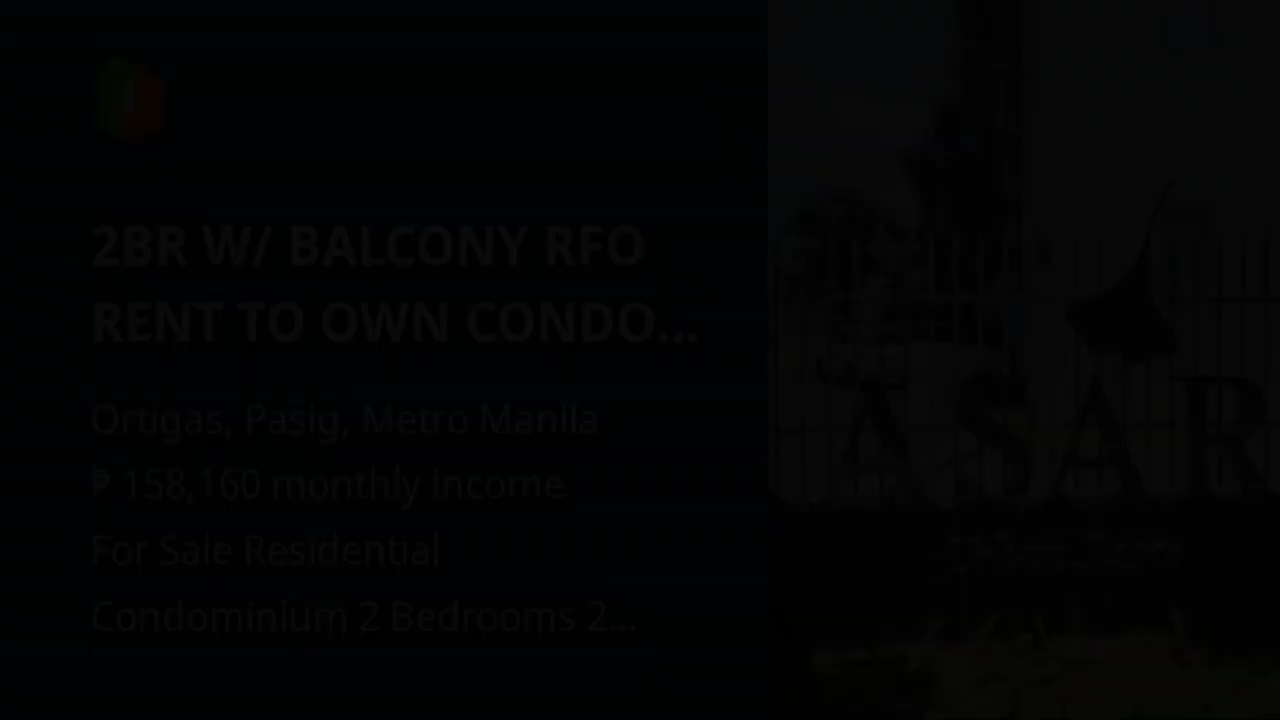 2BR W/ BALCONY RFO
RENT TO OWN CONDO...
Ortigas, Pasig, Metro Manila
₱ 158,160 monthly Income
For Sale Residential
Condominium 2 Bedrooms 2...
ASAR